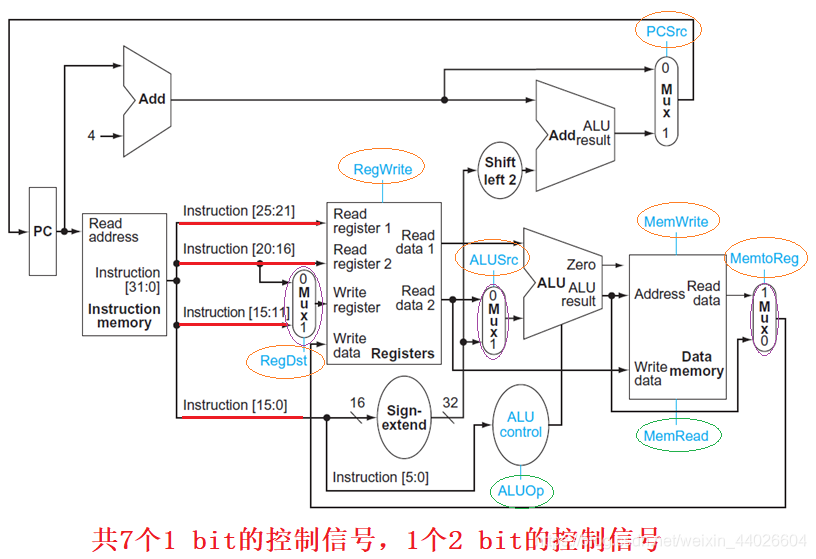 PCSrc
0
Mux
1
Add
4
Add
ALU
result
Shift
left 2
RegWrite
PC
Read
address
Instruction
[31:0]
Instruction
memory
Instruction [25:21]
Instruction [20:16]
Instruction [15:11]
Instruction [15:0]
0
Mux
1
RegDst
Read
register 1
Read
register 2
Write
register
Write
data
Read
data 1
Read
data 2
Registers
ALUSrc
0
Mux
1
ALU
Zero
ALU
result
MemWrite
Address
Read
data
Write
data
Data
memory
MemRead
MemtoReg
1
Mux
0
16
Sign-
extend
32
ALU
control
Instruction [5:0]
ALUOp
共7个1 bit的控制信号，1个2 bit的控制信号
net/weixin_44026604